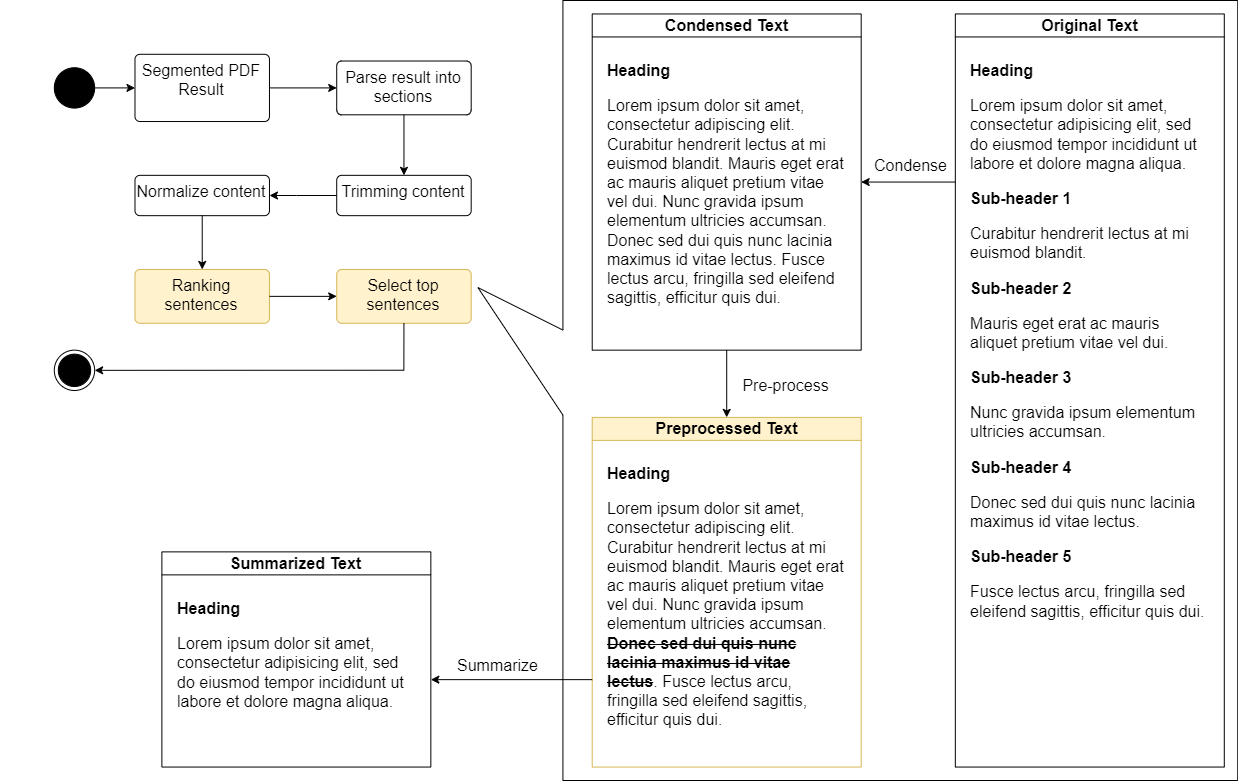 Segmented PDF
Result
Parse result into
sections
Trimming content
Normalize content
Ranking
sentences
Select top
sentences
Original Text
Heading
Lorem ipsum dolor sit amet,
consectetur adipisicing elit, sed
do eiusmod tempor incididunt ut
labore et dolore magna aliqua.
Sub-header 1
Curabitur hendrerit lectus at mi
euismod blandit.
Sub-header 2
Mauris eget erat ac mauris
aliquet pretium vitae vel dui.
Sub-header 3
Nunc gravida ipsum elementum
ultricies accumsan.
Sub-header 4
Donec sed dui quis nunc lacinia
maximus id vitae lectus.
Sub-header 5
Fusce lectus arcu, fringilla sed
eleifend sagittis, efficitur quis dui.
Condense
Condensed Text
Heading
Lorem ipsum dolor sit amet,
consectetur adipiscing elit.
Curabitur hendrerit lectus at mi
euismod blandit. Mauris eget erat
ac mauris aliquet pretium vitae
vel dui. Nunc gravida ipsum
elementum ultricies accumsan.
Donec sed dui quis nunc lacinia
maximus id vitae lectus. Fusce
lectus arcu, fringilla sed eleifend
sagittis, efficitur quis dui.
Pre-process
Preprocessed Text
Heading
Lorem ipsum dolor sit amet,
consectetur adipiscing elit.
Curabitur hendrerit lectus at mi
euismod blandit. Mauris eget erat
ac mauris aliquet pretium vitae
vel dui. Nunc gravida ipsum
elementum ultricies accumsan.
Donec sed dui quis nunc
lacinia maximus id vitae
lectus. Fusce lectus arcu,
fringilla sed eleifend sagittis,
efficitur quis dui.
Summarize
Summarized Text
Heading
Lorem ipsum dolor sit amet,
consectetur adipisicing elit, sed
do eiusmod tempor incididunt ut
labore et dolore magna aliqua.